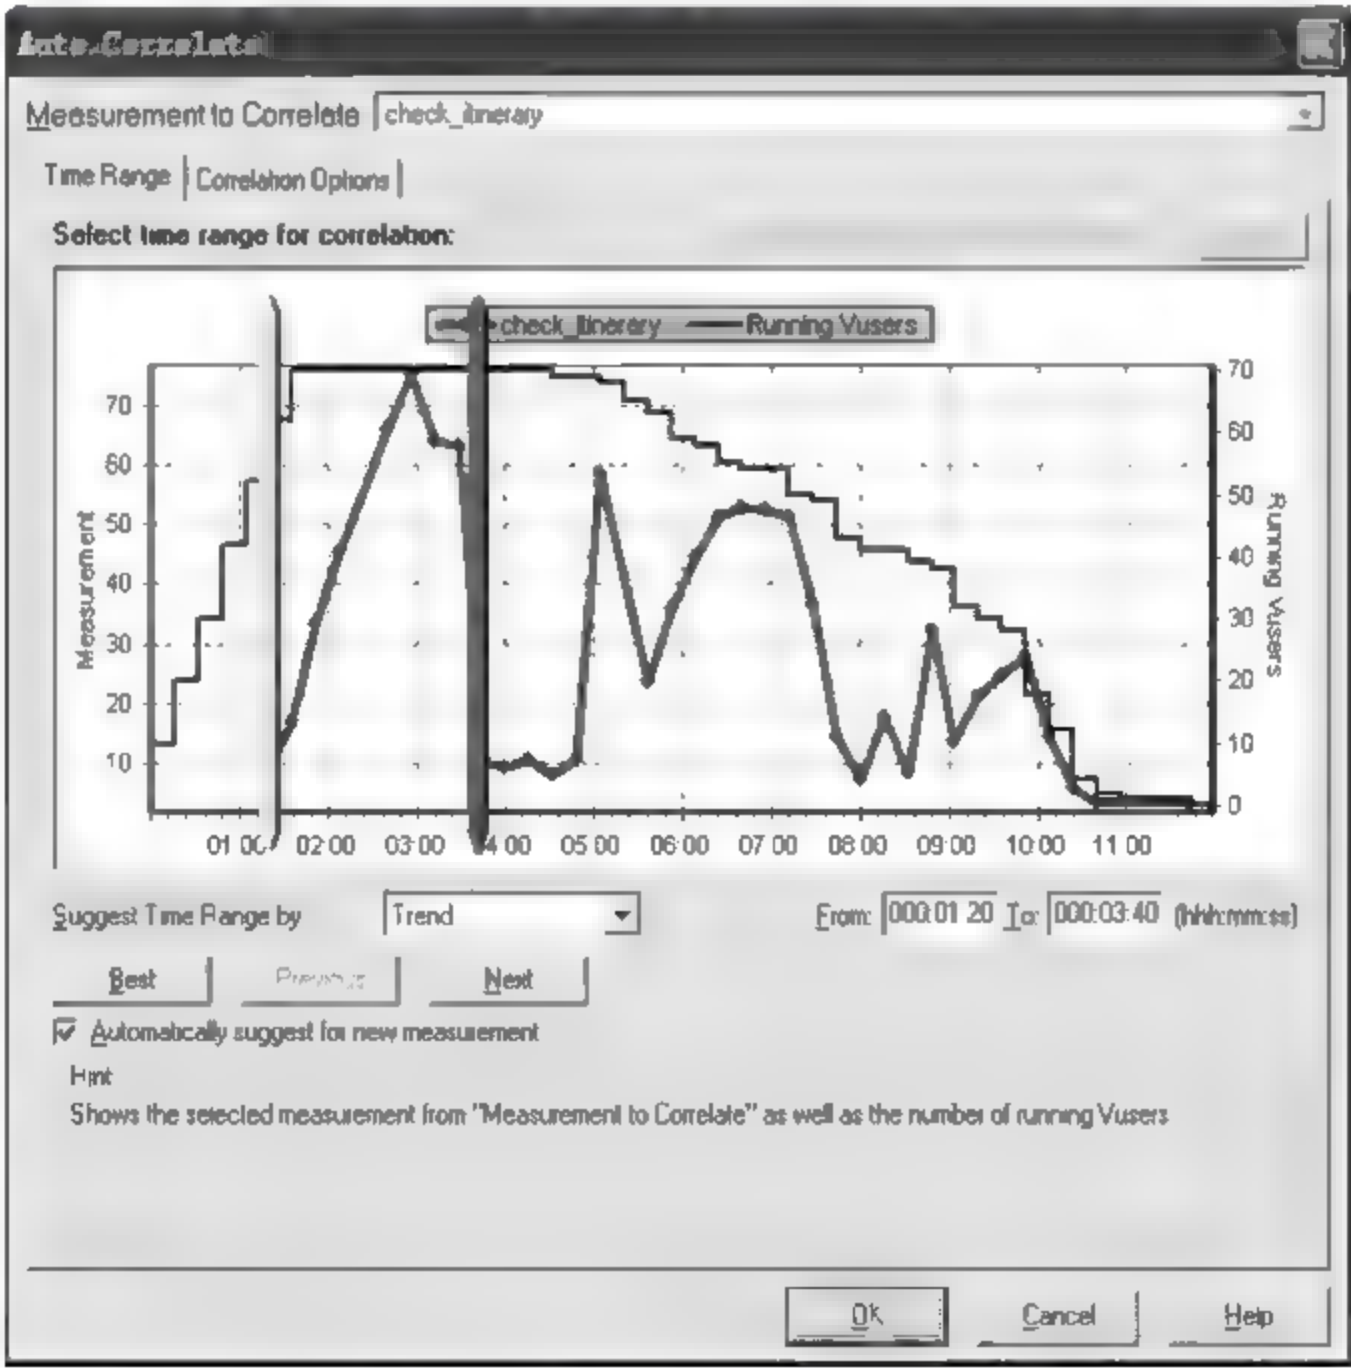 Auto Correlate
Measurement to Correlate check_itinerary
Time Range Correlation Options
Select time range for correlation:
check_itinerary Running Vusers
70 70
60 60
50 50
40 40
30 30
20 20
10 10
0
Measurement
Running Vusers
01:00 02:00 03:00 4:00 05:00 06:00 07:00 08:00 09:00 10:00 11:00
Suggest Time Range by Trend From: 000:01:20 To: 000:03:40 (hhh:mm:ss)
Best Previous Next
Automatically suggest for new measurement
Hint
Shows the selected measurement from "Measurement to Correlate" as well as the number of running Vusers
OK Cancel Help